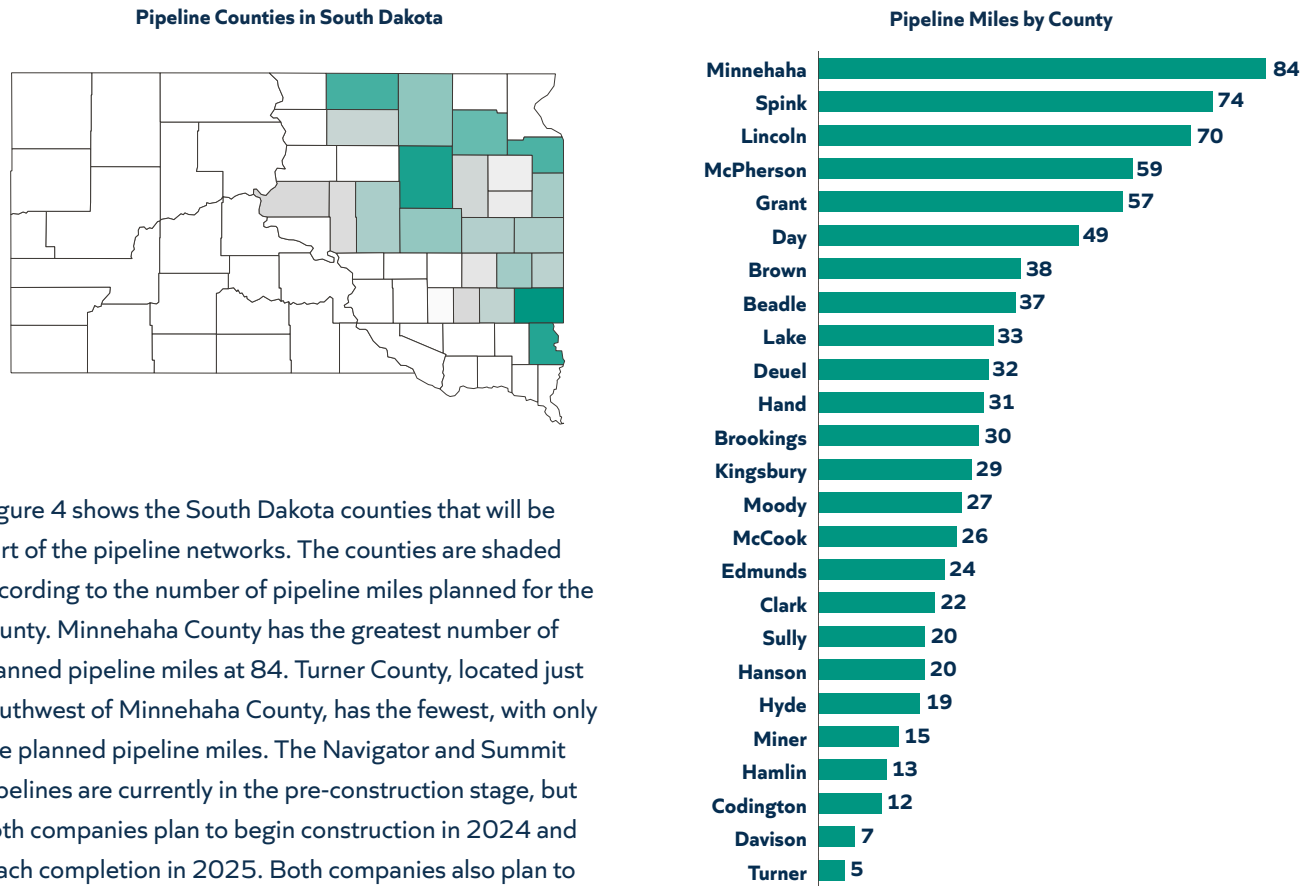 Pipeline Counties in South Dakota
gure 4 shows the South Dakota counties that will be
rt of the pipeline networks. The counties are shaded
cording to the number of pipeline miles planned for the
unty. Minnehaha County has the greatest number of
anned pipeline miles at 84. Turner County, located just
uthwest of Minnehaha County, has the fewest, with only
e planned pipeline miles. The Navigator and Summit
pelines are currently in the pre-construction stage, but
th companies plan to begin construction in 2024 and
ach completion in 2025. Both companies also plan to
Pipeline Miles by County
Minnehaha 84
Spink 74
Lincoln 70
McPherson 59
Grant 57
Day 49
Brown 38
Beadle 37
Lake 33
Deuel 32
Hand 31
Brookings 30
Kingsbury 29
Moody 27
McCook 26
Edmunds 24
Clark 22
Sully 20
Hanson 20
Hyde 19
Miner 15
Hamlin 13
Codington 12
Davison 7
Turner 5